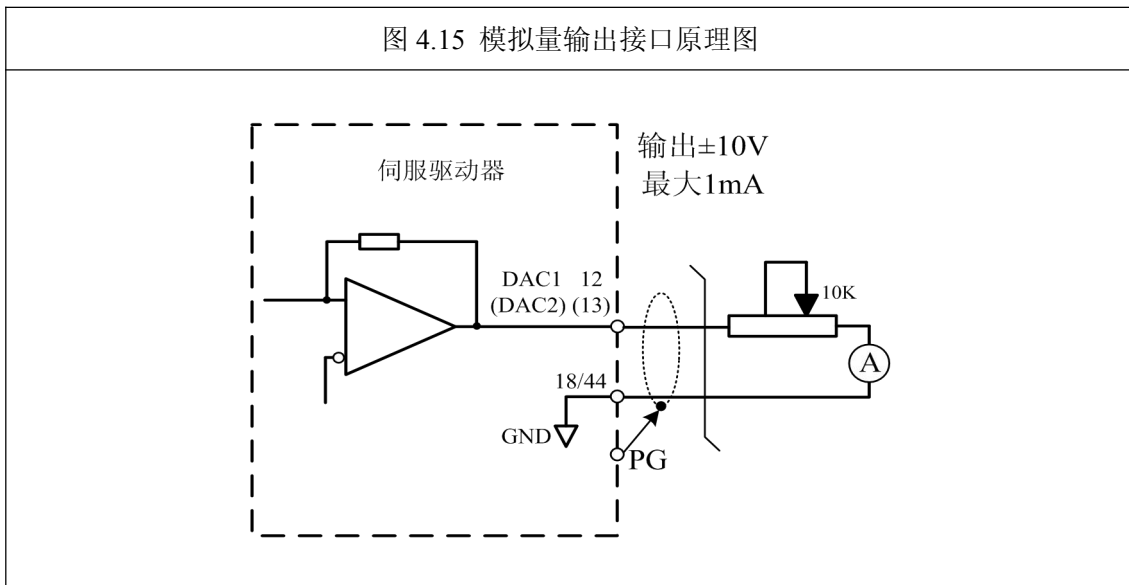 图 4.15 模拟量输出接口原理图
输出±10V
最大1mA
伺服驱动器
DAC1 12
(DAC2) (13)
10K
A
18/44
GND
PG